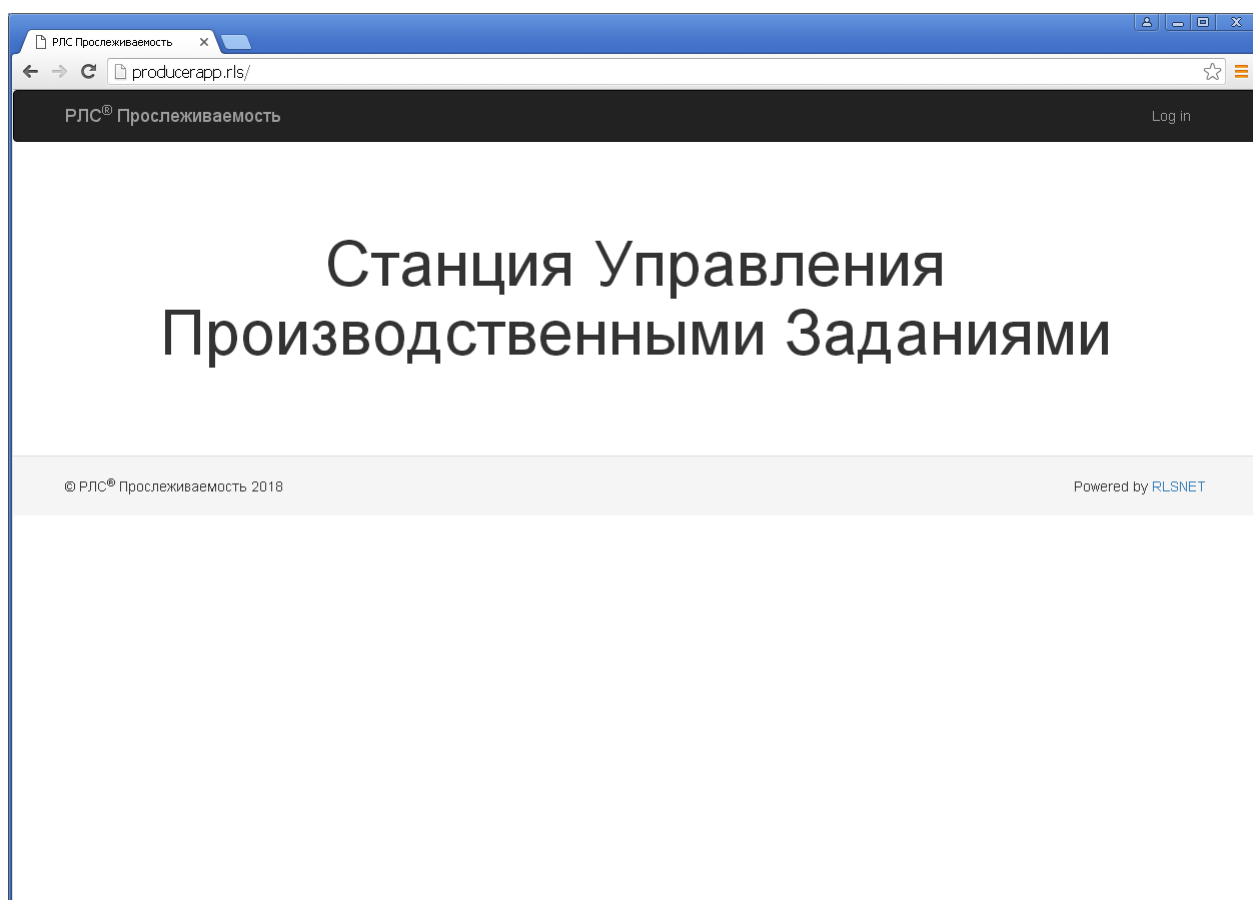 РЛС Прослеживаемость
producerapp.rls/
РЛС® Прослеживаемость
Log in
Станция Управления
Производственными Заданиями
© РЛС® Прослеживаемость 2018
Powered by RLSNET